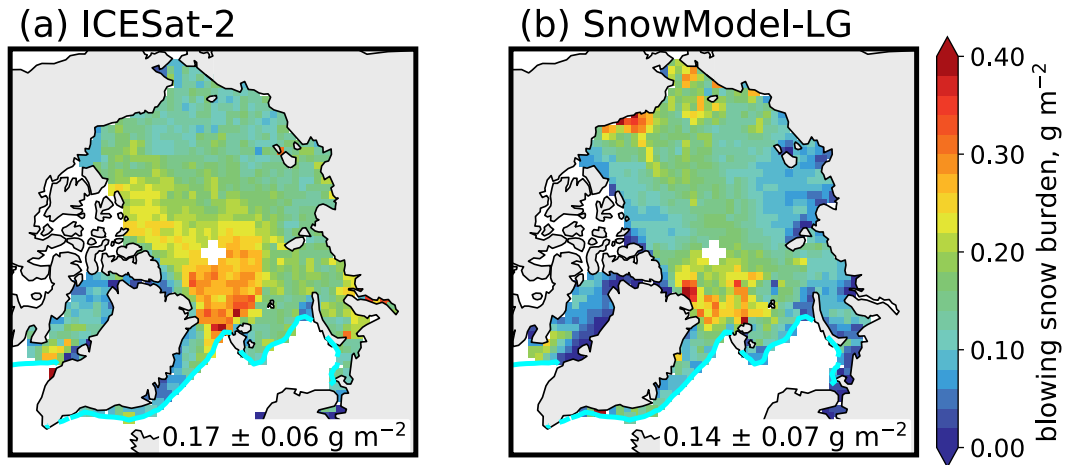 (a) ICESat-2
(b) SnowModel-LG
0.17 ± 0.06 g m⁻²
0.14 ± 0.07 g m⁻²
0.40
0.30
0.20
0.10
0.00
blowing snow burden, g m⁻²